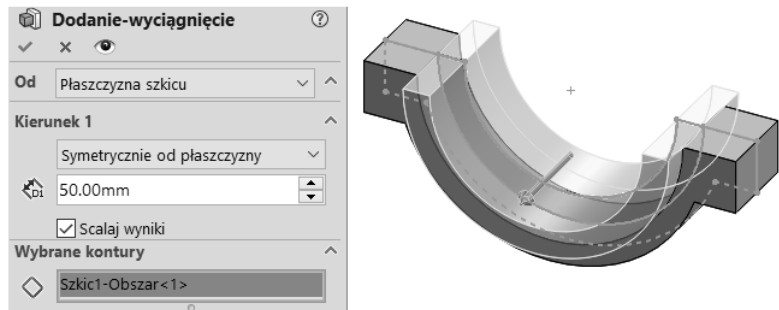 Dodanie-wyciągnięcie
Od Płaszczyzna szkicu
Kierunek 1
Symetrycznie od płaszczyzny
D1 50.00mm
Scalaj wyniki
Wybrane kontury
Szkic1-Obszar<1>